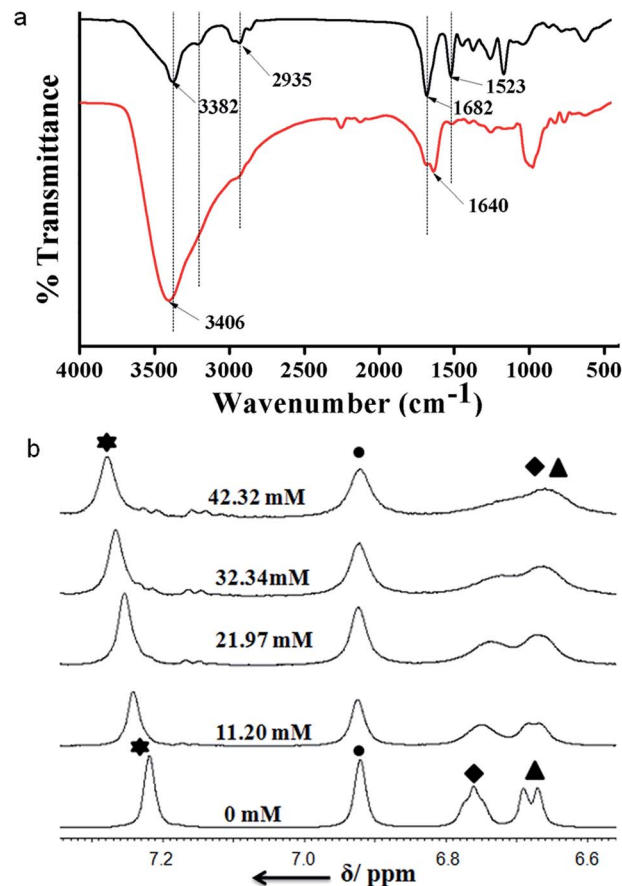 a
% Transmittance
2935
3382
1523
1682
1640
3406
4000 3500 3000 2500 2000 1500 1000 500
Wavenumber (cm-1)
b
42.32 mM
32.34mM
21.97 mM
11.20 mM
0 mM
7.2 7.0 6.8 6.6
δ/ ppm